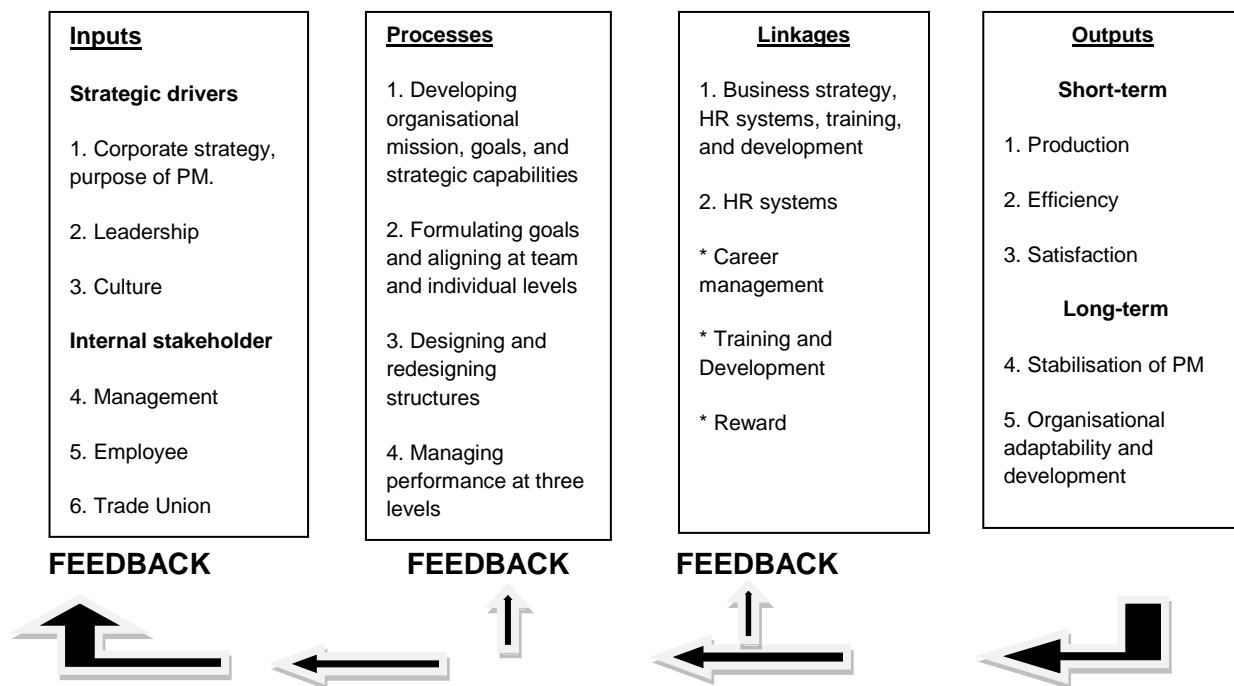 Inputs
Strategic drivers
1. Corporate strategy,
purpose of PM.
2. Leadership
3. Culture
Internal stakeholder
4. Management
5. Employee
6. Trade Union
FEEDBACK
Processes
1. Developing
organisational
mission, goals, and
strategic capabilities
2. Formulating goals
and aligning at team
and individual levels
3. Designing and
redesigning
structures
4. Managing
performance at three
levels
FEEDBACK
Linkages
1. Business strategy,
HR systems, training,
and development
2. HR systems
* Career
management
* Training and
Development
* Reward
FEEDBACK
Outputs
Short-term
1. Production
2. Efficiency
3. Satisfaction
Long-term
4. Stabilisation of PM
5. Organisational
adaptability and
development